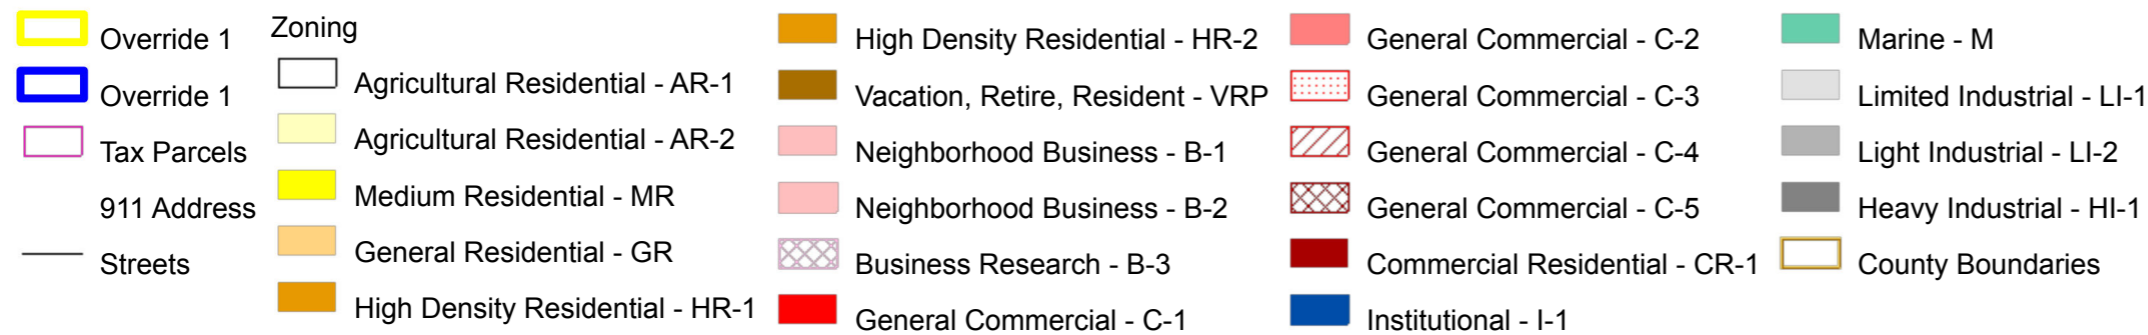 Override 1
Override 1
Tax Parcels
911 Address
Streets
Zoning
Agricultural Residential - AR-1
Agricultural Residential - AR-2
Medium Residential - MR
General Residential - GR
High Density Residential - HR-1
High Density Residential - HR-2
Vacation, Retire, Resident - VRP
Neighborhood Business - B-1
Neighborhood Business - B-2
Business Research - B-3
General Commercial - C-1
General Commercial - C-2
General Commercial - C-3
General Commercial - C-4
General Commercial - C-5
Commercial Residential - CR-1
Institutional - I-1
Marine - M
Limited Industrial - LI-1
Light Industrial - LI-2
Heavy Industrial - HI-1
County Boundaries